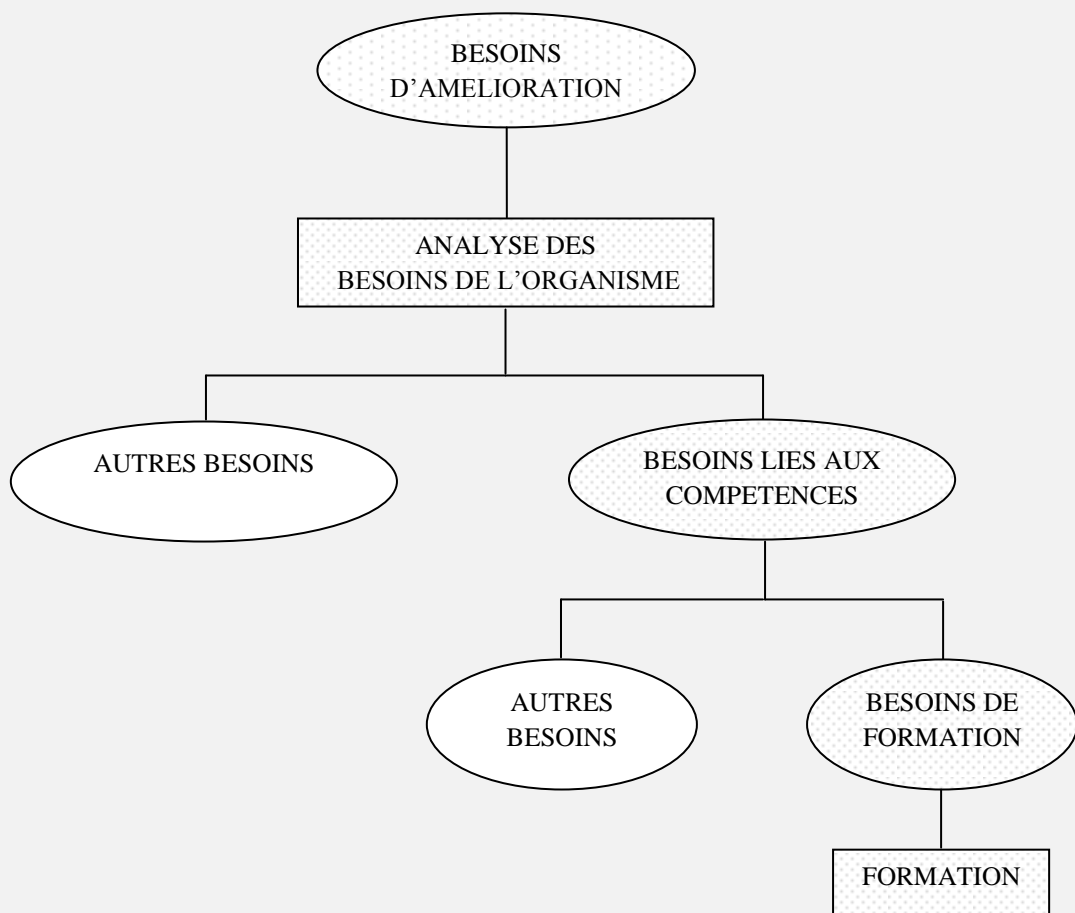 BESOINS
D’AMELIORATION
ANALYSE DES
BESOINS DE L’ORGANISME
AUTRES BESOINS
BESOINS LIES AUX
COMPETENCES
AUTRES
BESOINS
BESOINS DE
FORMATION
FORMATION